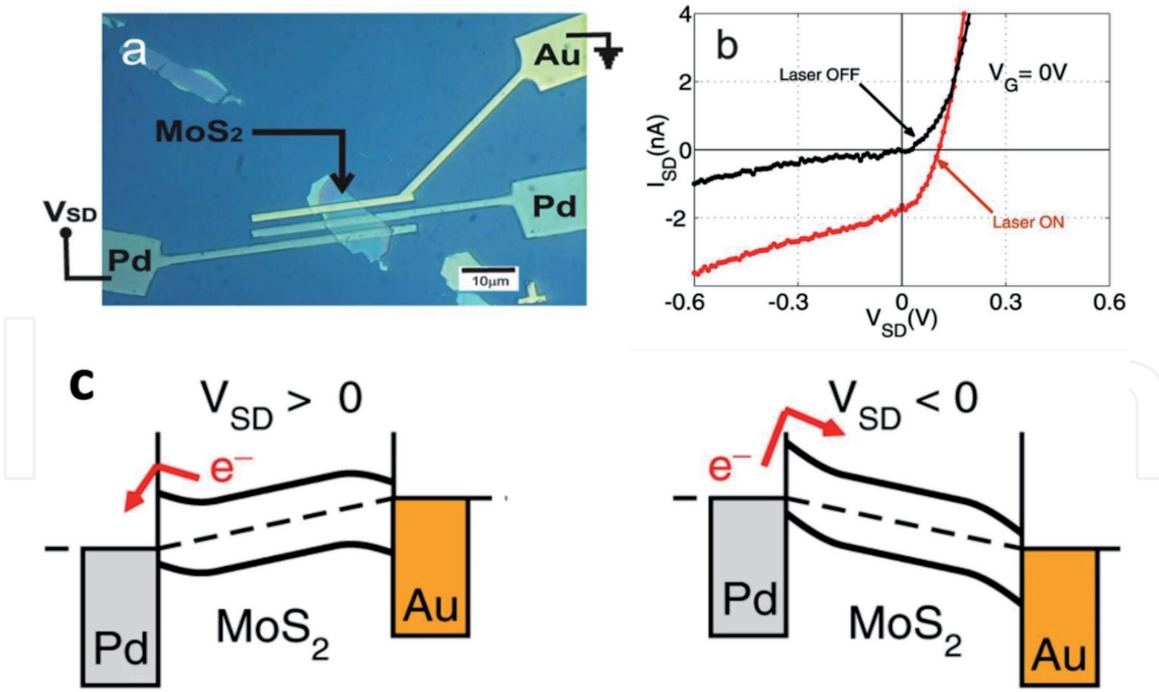 a
Au
MoS2
VSD
Pd
Pd
10μm
b
4
2
0
-2
ISD(nA)
Laser OFF
VG= 0V
Laser ON
-0.6
-0.3
0
0.3
0.6
VSD(V)
c
VSD > 0
e−
Pd
MoS2
Au
VSD < 0
e−
Pd
MoS2
Au